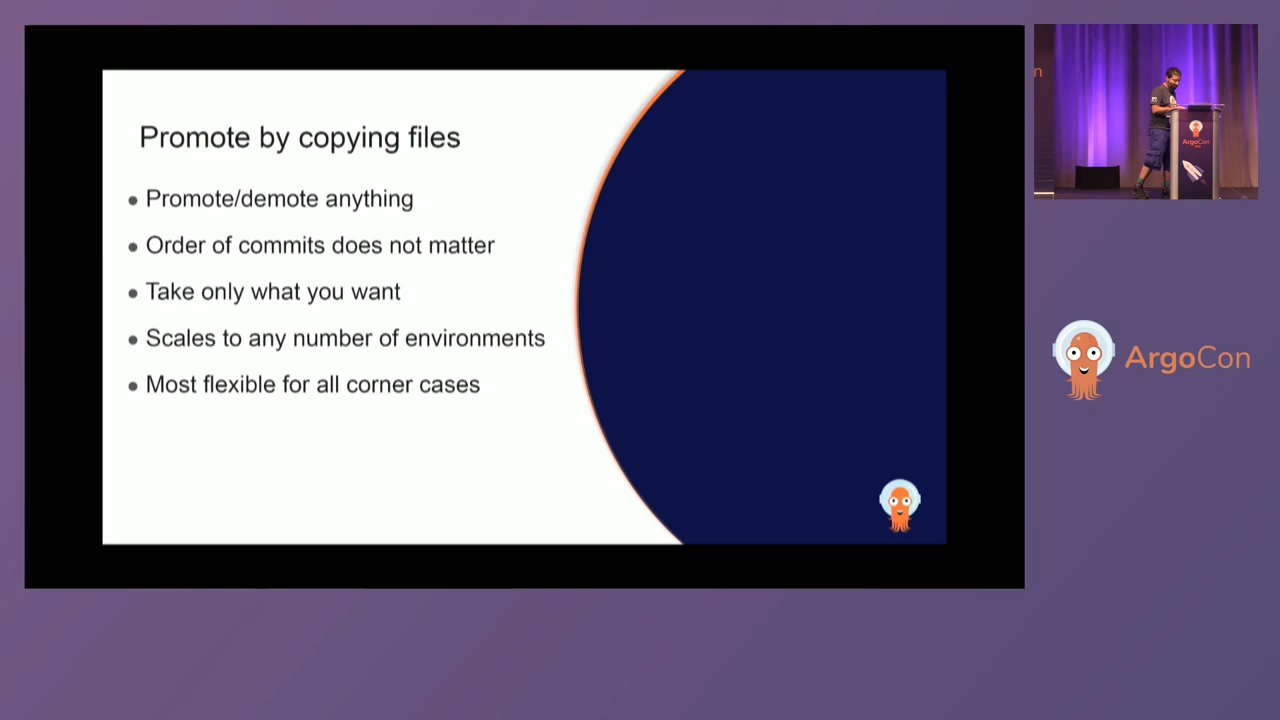 Promote by copying files
Promote/demote anything
Order of commits does not matter
Take only what you want
Scales to any number of environments
Most flexible for all corner cases
n
ArgoCon
ArgoCon